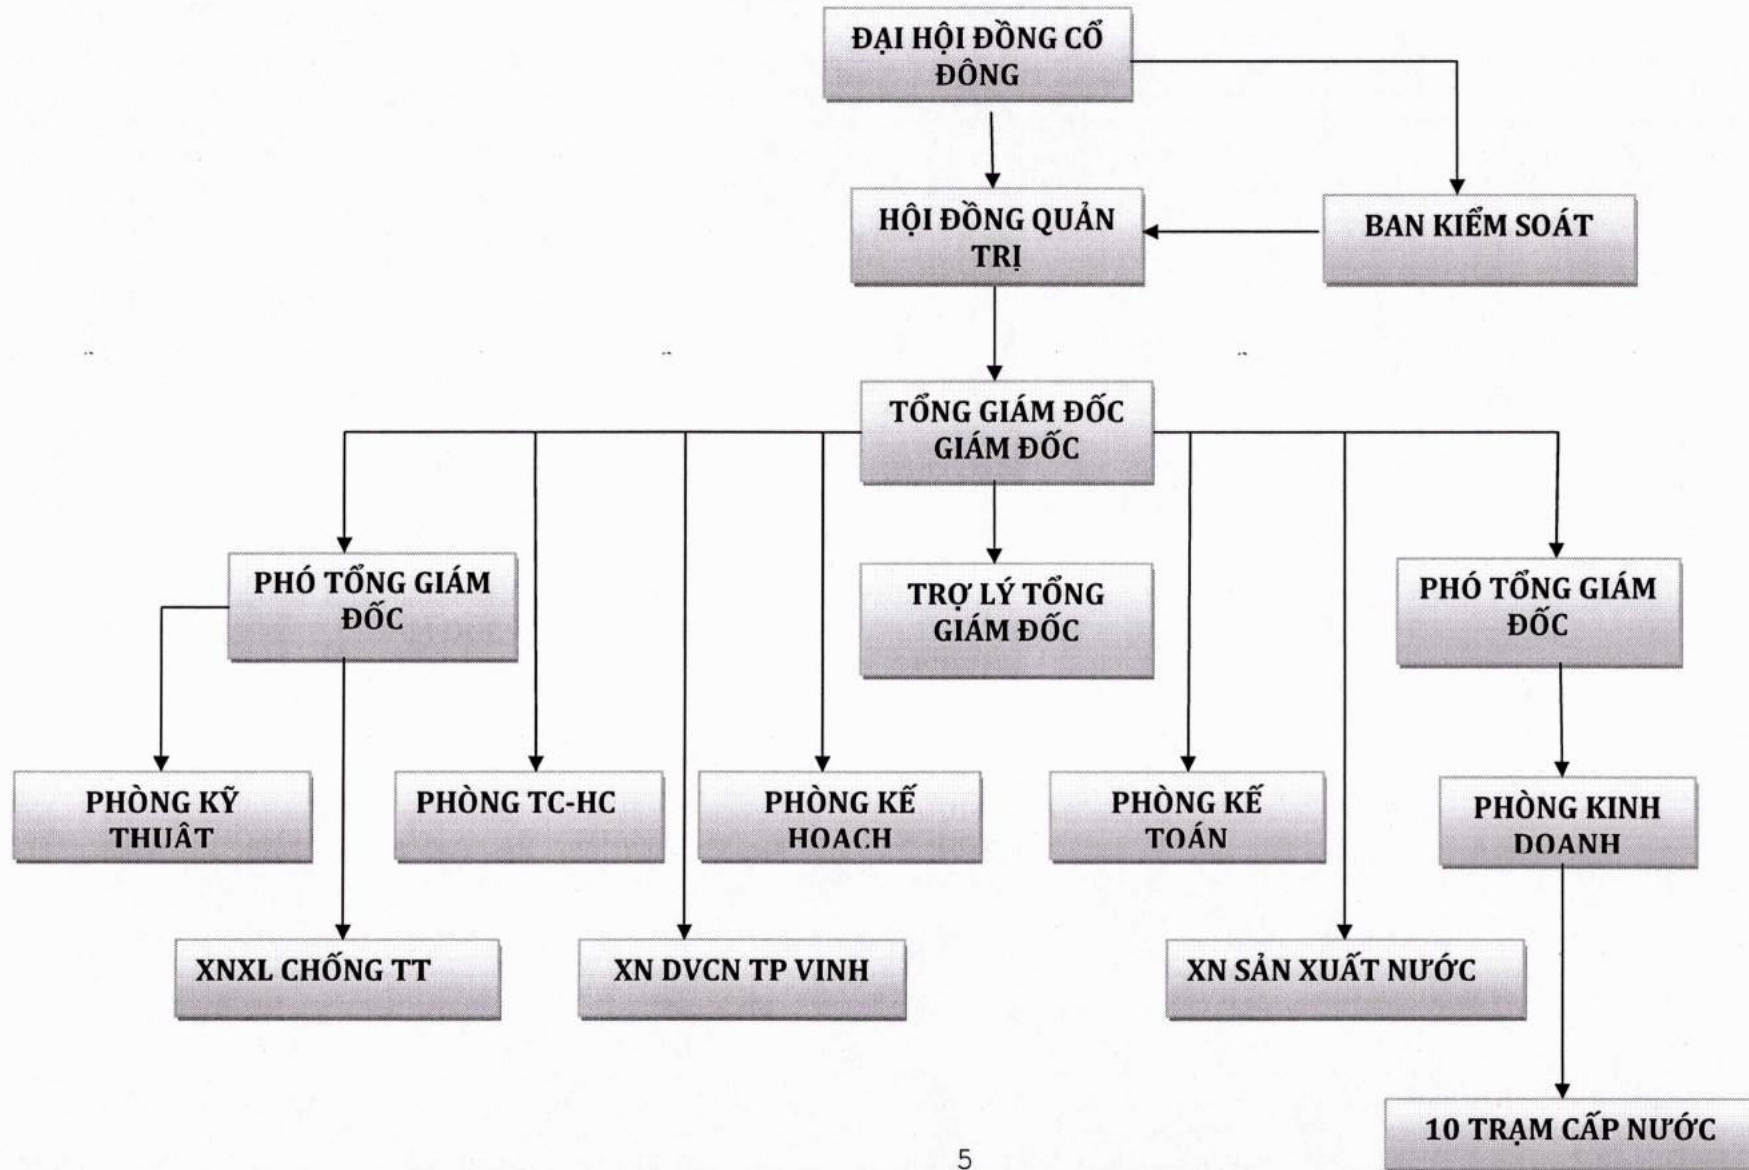 ĐẠI HỘI ĐỒNG CỔ
ĐÔNG
HỘI ĐỒNG QUẢN
TRỊ
BAN KIỂM SOÁT
TỔNG GIÁM ĐỐC
GIÁM ĐỐC
PHÓ TỔNG GIÁM
ĐỐC
TRỢ LÝ TỔNG
GIÁM ĐỐC
PHÓ TỔNG GIÁM
ĐỐC
PHÒNG KỸ
THUẬT
PHÒNG TC-HC
PHÒNG KẾ
HOẠCH
PHÒNG KẾ
TOÁN
PHÒNG KINH
DOANH
XNXL CHỐNG TT
XN DVCN TP VINH
XN SẢN XUẤT NƯỚC
10 TRẠM CẤP NƯỚC
5